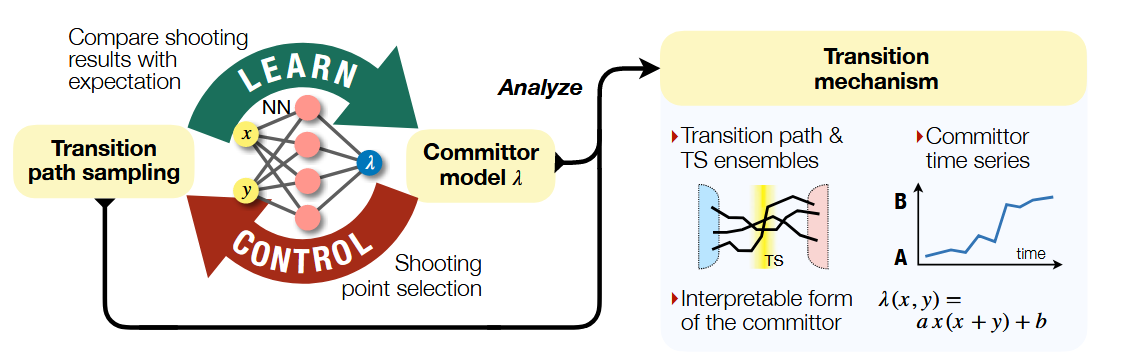 Compare shooting
results with
expectation
LEARN
NN
x
y
λ
Transition
path sampling
Committor
model λ
CONTROL
Shooting
point selection
Analyze
Transition
mechanism
Transition path &
TS ensembles
TS
Committor
time series
B
A
time
Interpretable form
of the committor
λ(x, y) =
a x(x + y) + b